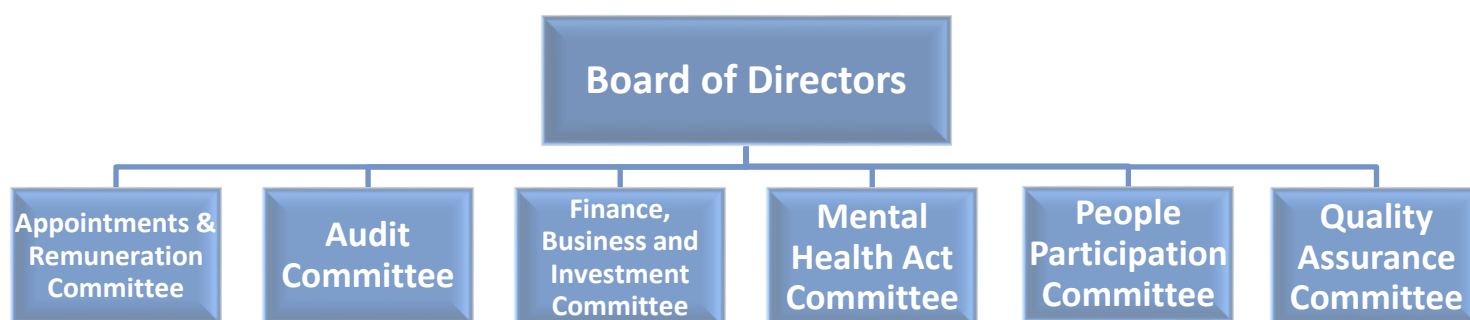 Board of Directors
Appointments &
Remuneration
Committee
Audit
Committee
Finance,
Business and
Investment
Committee
Mental
Health Act
Committee
People
Participation
Committee
Quality
Assurance
Committee